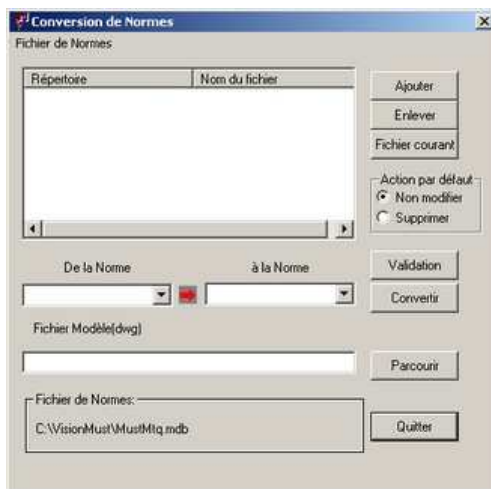 Conversion de Normes
Fichier de Normes
Répertoire Nom du fichier
Ajouter
Enlever
Fichier courant
Action par défaut
Non modifier
Supprimer
De la Norme à la Norme
Validation
Convertir
Fichier Modèle(dwg)
Parcourir
Fichier de Normes:
C:\VisionMust\MustMtq.mdb
Quitter